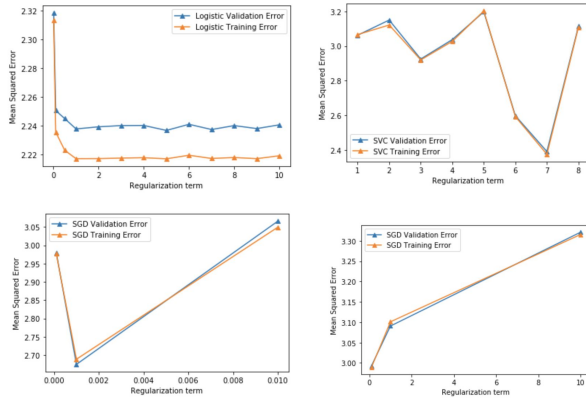 2.32
2.30
2.28
2.26
2.24
2.22
Mean Squared Error
Logistic Validation Error
Logistic Training Error
0 2 4 6 8 10
Regularization term
3.2
3.0
2.8
2.6
2.4
Mean Squared Error
SVC Validation Error
SVC Training Error
1 2 3 4 5 6 7 8
Regularization term
3.05
3.00
2.95
2.90
2.85
2.80
2.75
2.70
Mean Squared Error
SGD Validation Error
SGD Training Error
0.000 0.002 0.004 0.006 0.008 0.010
Regularization term
3.30
3.25
3.20
3.15
3.10
3.05
3.00
Mean Squared Error
SGD Validation Error
SGD Training Error
0 2 4 6 8 10
Regularization term